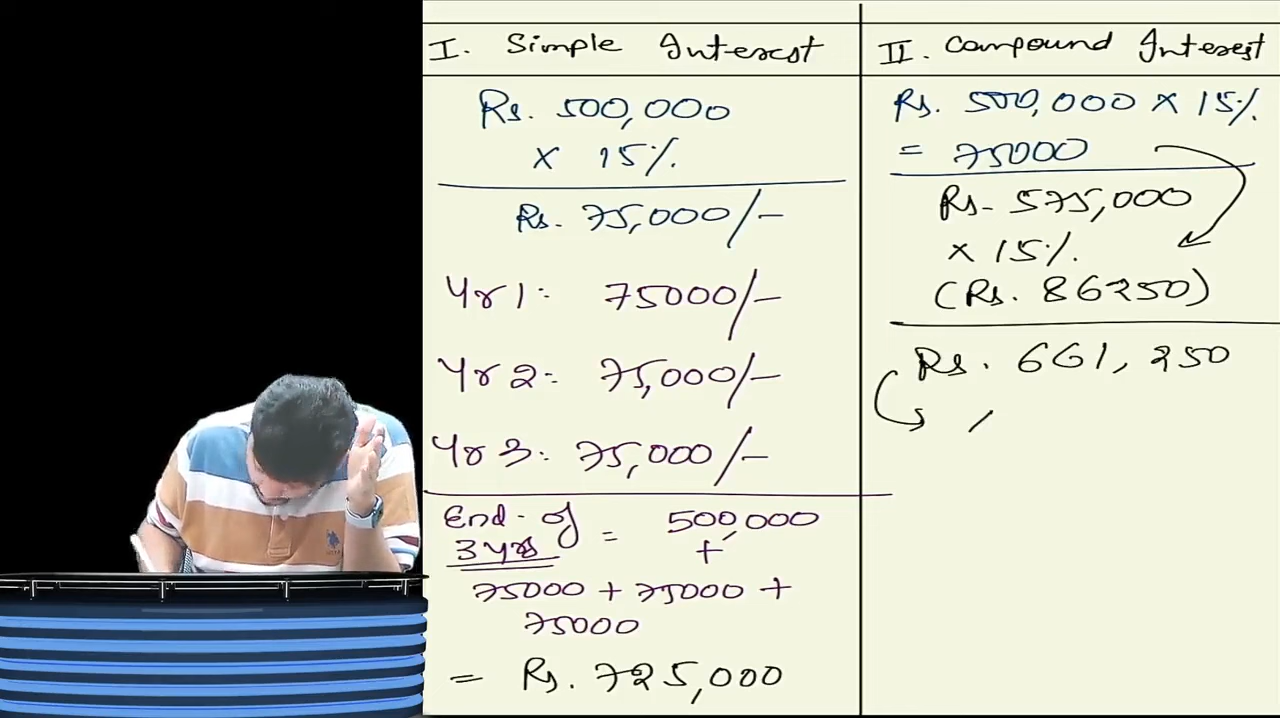 I. Simple Interest
Rs. 500,000
x 15%
Rs. 75,000/-
Yr 1: 75000/-
Yr 2: 75,000/-
Yr 3: 75,000/-
End of = 500,000
3 yrs +
75000 + 75000 +
75000
= Rs. 725,000
II. Compound Interest
Rs. 500,000 x 15%
= 75000
Rs. 575,000
x 15%.
(Rs. 86250)
Rs. 661,250